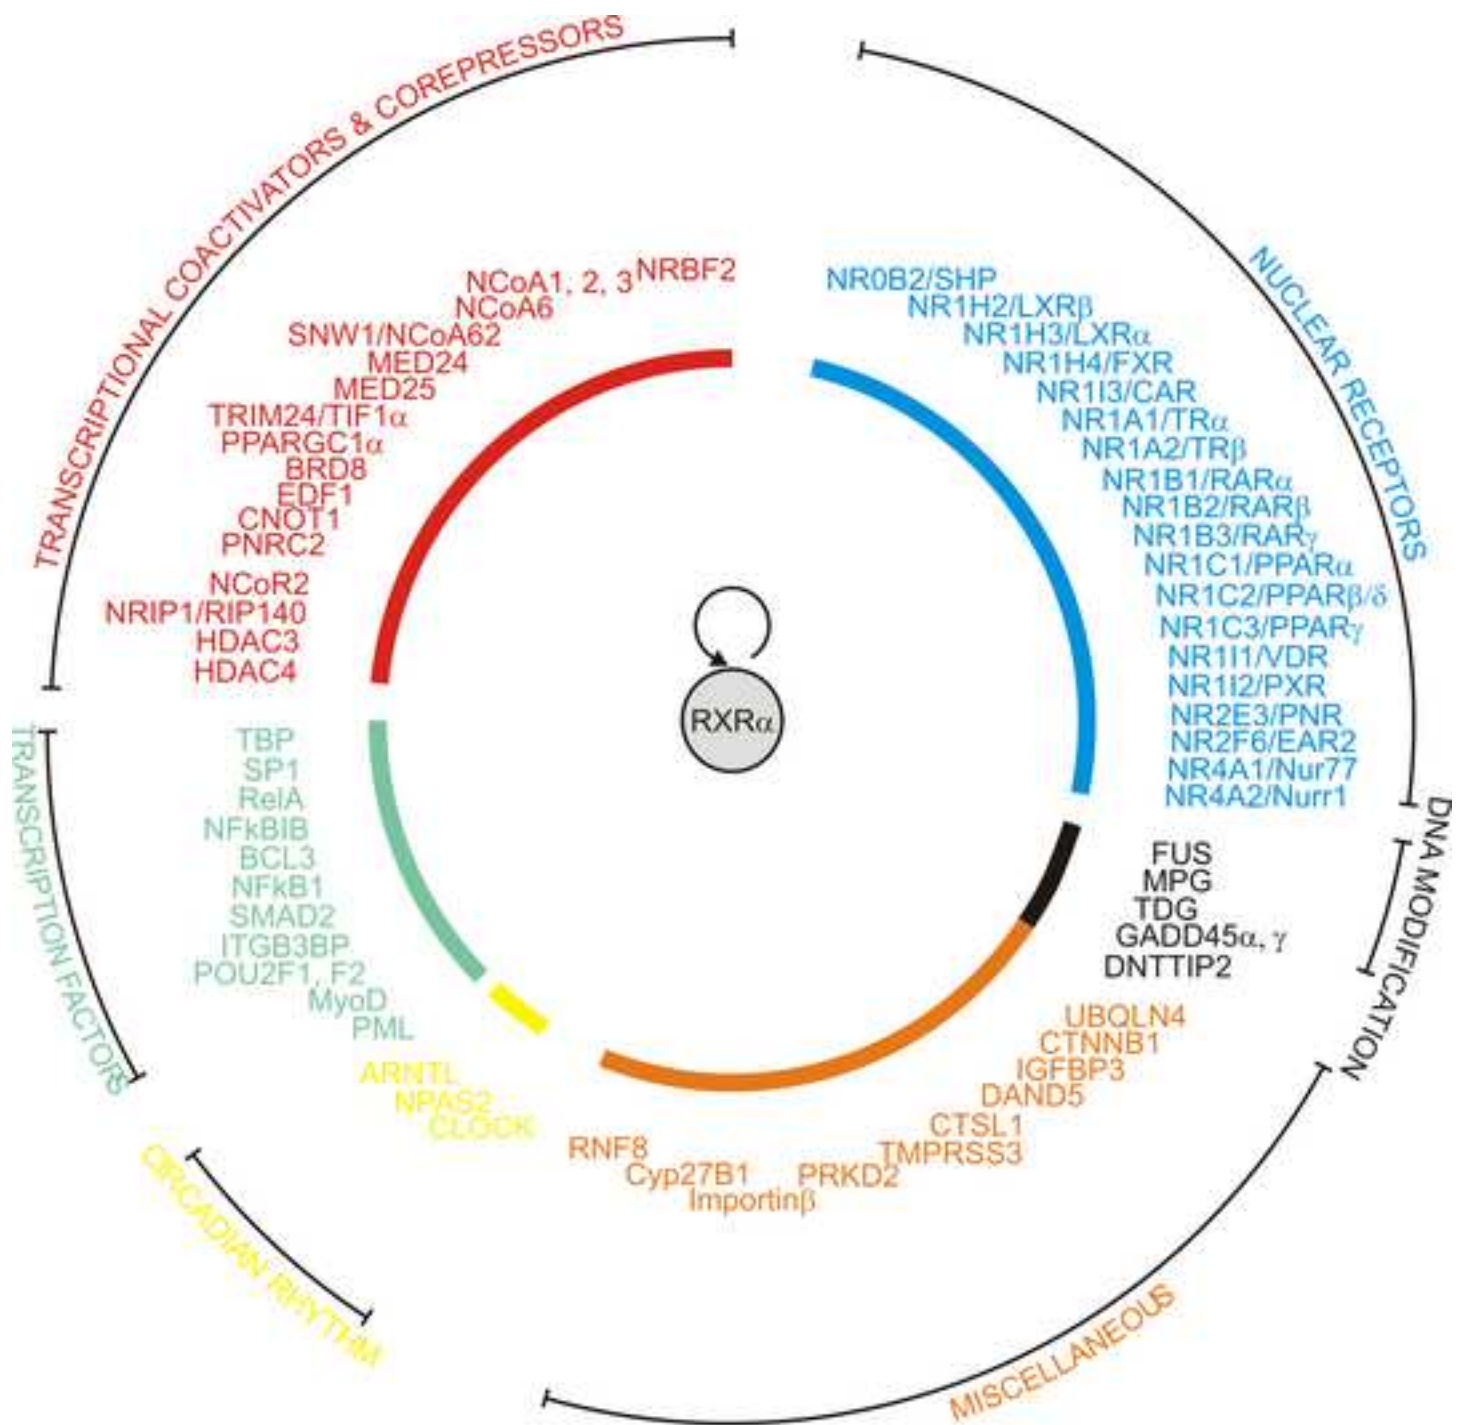 TRANSCRIPTIONAL COACTIVATORS & COREPRESSORS
NRBF2
NCoA1, 2, 3
NCoA6
SNW1/NCoA62
MED24
MED25
TRIM24/TIF1α
PPARGC1α
BRD8
EDF1
CNOT1
PNRC2
NCoR2
NRIP1/RIP140
HDAC3
HDAC4
NUCLEAR RECEPTORS
NR0B2/SHP
NR1H2/LXRβ
NR1H3/LXRα
NR1H4/FXR
NR1I3/CAR
NR1A1/TRα
NR1A2/TRβ
NR1B1/RARα
NR1B2/RARβ
NR1B3/RARγ
NR1C1/PPARα
NR1C2/PPARβ/δ
NR1C3/PPARγ
NR1I1/VDR
NR1I2/PXR
NR2E3/PNR
NR2F6/EAR2
NR4A1/Nur77
NR4A2/Nurr1
RXRα
DNA MODIFICATION
FUS
MPG
TDG
GADD45α, γ
DNTTIP2
TRANSCRIPTION FACTORS
TBP
SP1
RelA
NFkBIB
BCL3
NFkB1
SMAD2
ITGB3BP
POU2F1, F2
MyoD
PML
CIRCADIAN RHYTHM
ARNTL
NPAS2
CLOCK
MISCELLANEOUS
UBQLN4
CTNNB1
IGFBP3
DAND5
CTSL1
TMPRSS3
PRKD2
Importinβ
Cyp27B1
RNF8